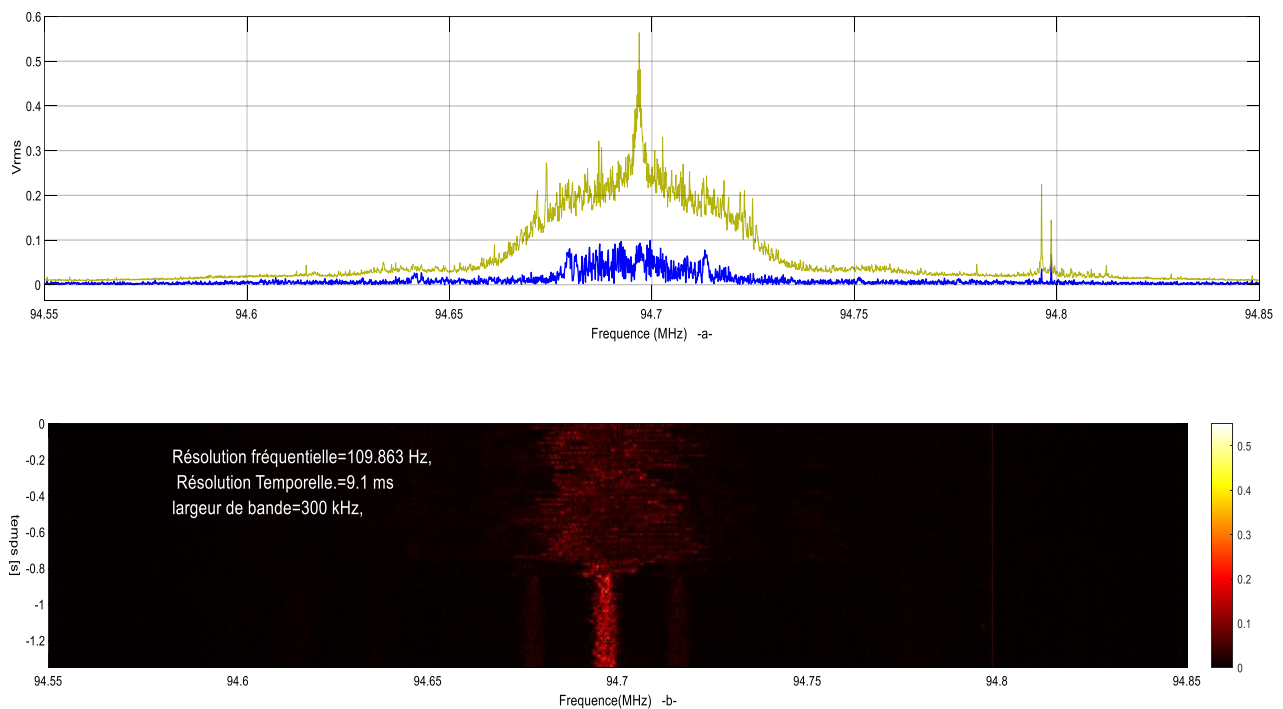 0.6
0.5
0.4
0.3
0.2
0.1
0
Vrms
94.55 94.6 94.65 94.7 94.75 94.8 94.85
Frequence (MHz) -a-
0
-0.2
-0.4
-0.6
-0.8
-1
-1.2
temps [s]
Résolution fréquentielle=109.863 Hz,
Résolution Temporelle.=9.1 ms
largeur de bande=300 kHz,
0.5
0.4
0.3
0.2
0.1
0
94.55 94.6 94.65 94.7 94.75 94.8 94.85
Frequence(MHz) -b-